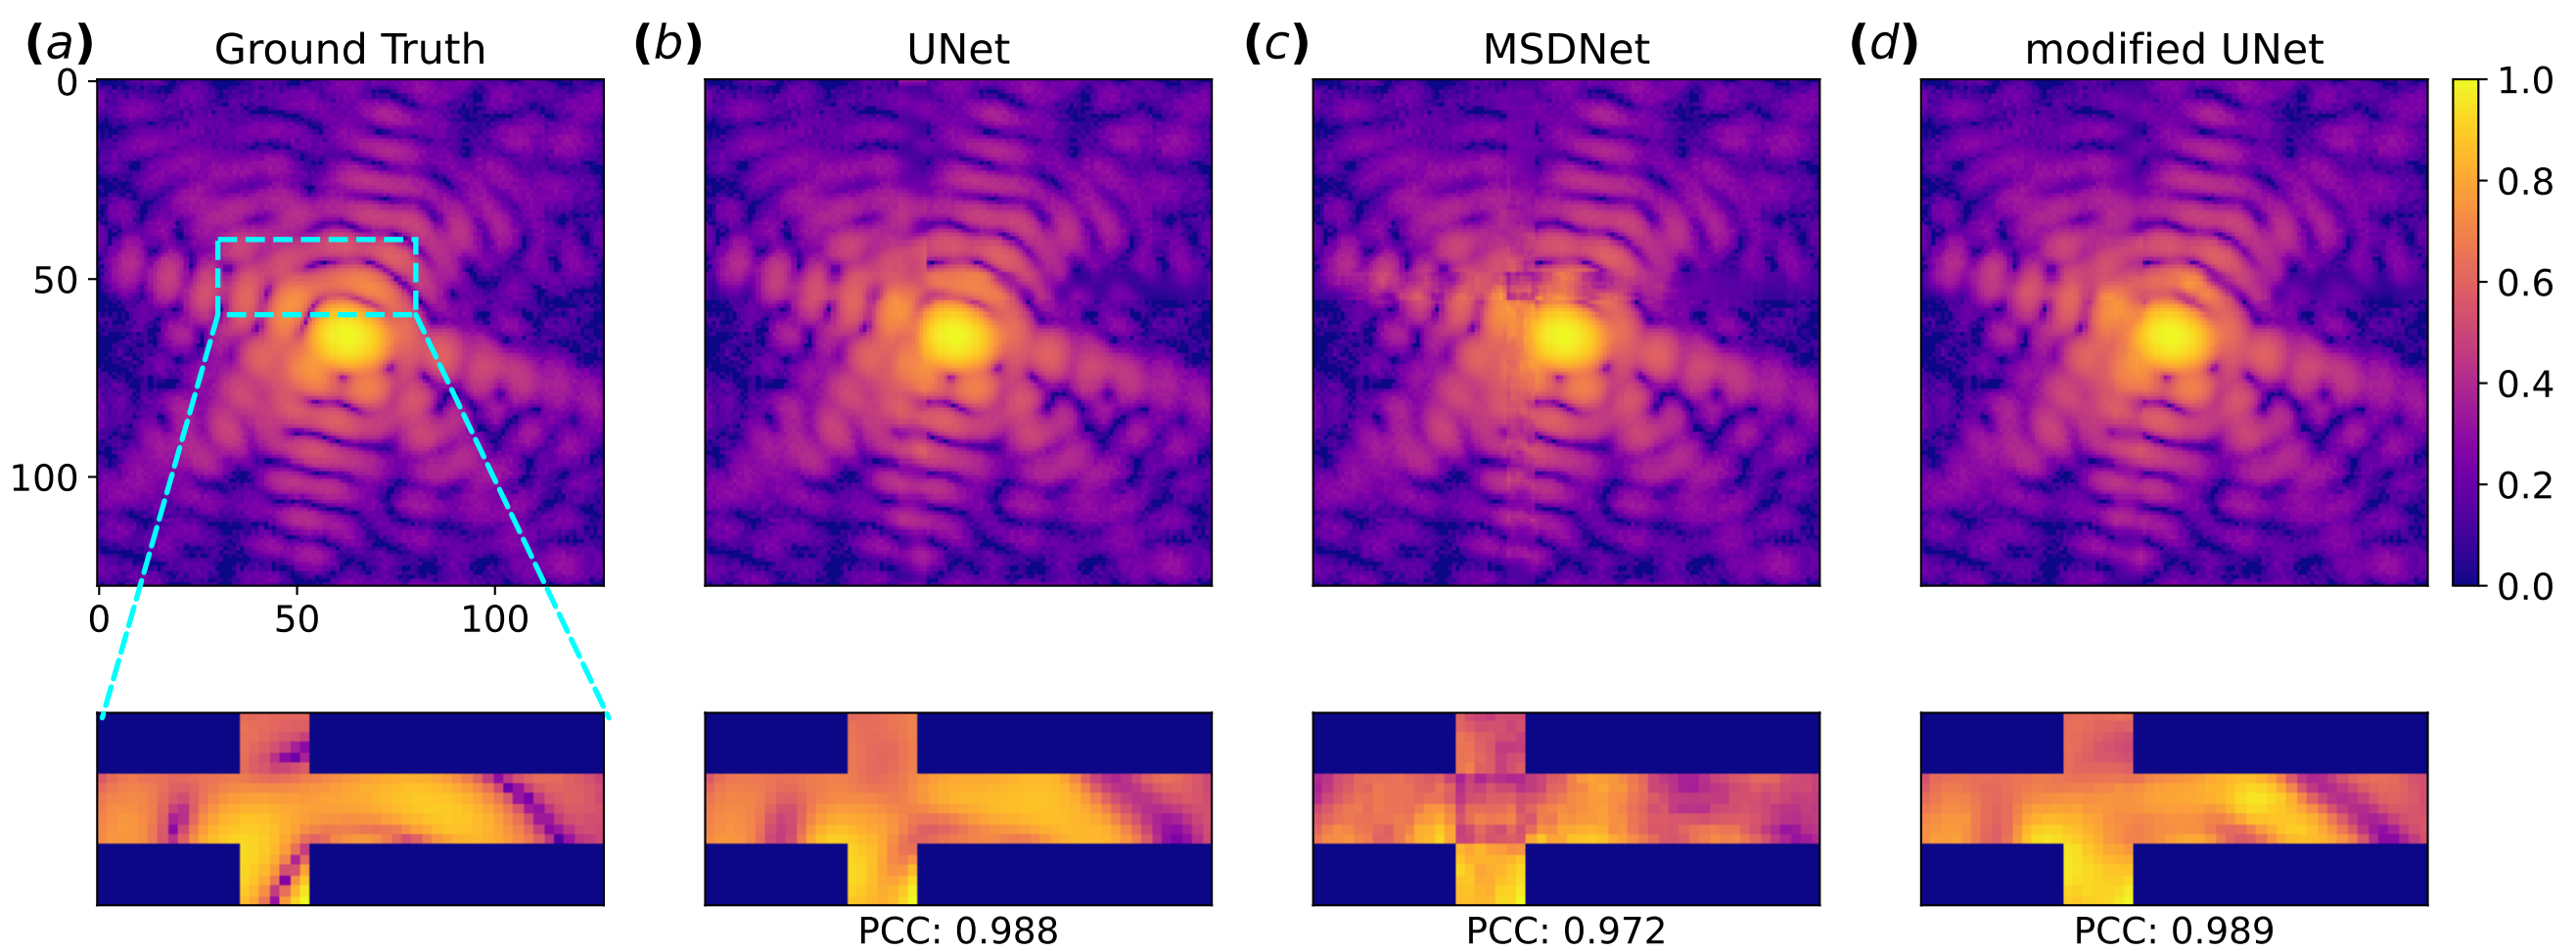 (a) Ground Truth
(b) UNet
(c) MSDNet
(d) modified UNet
0
50
100
0 50 100
1.0
0.8
0.6
0.4
0.2
0.0
PCC: 0.988
PCC: 0.972
PCC: 0.989